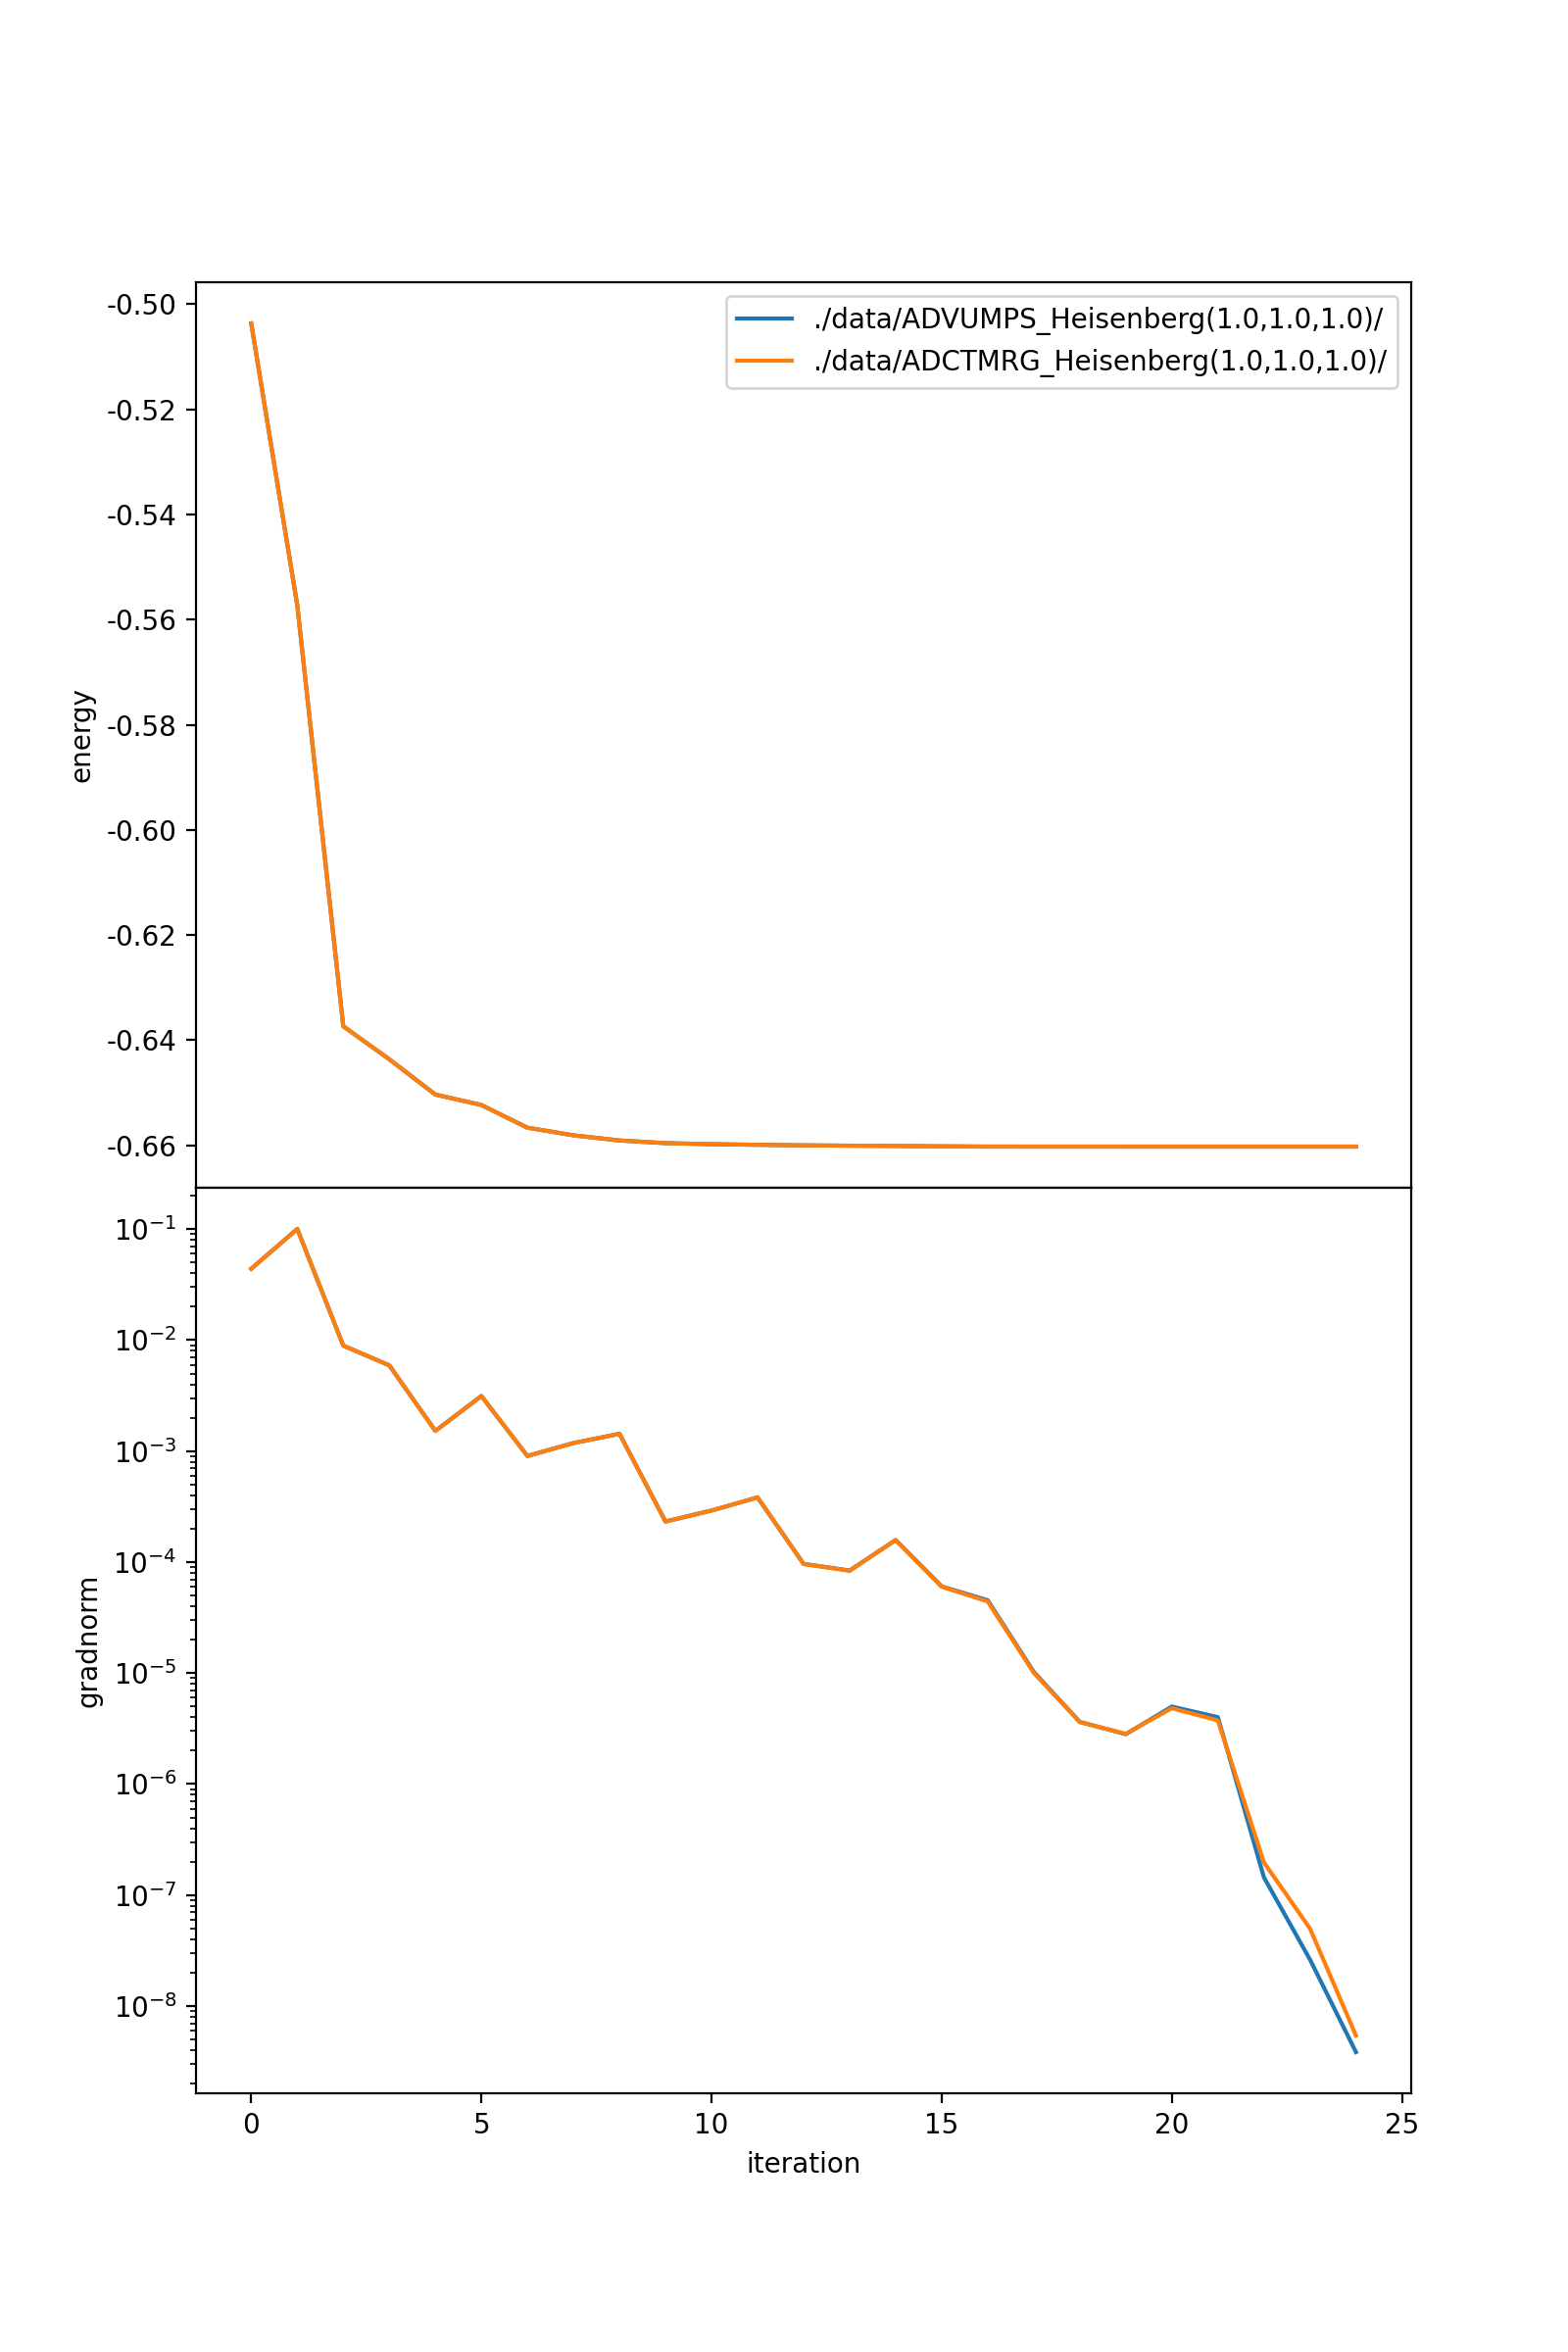 ./data/ADVUMPS_Heisenberg(1.0,1.0,1.0)/
./data/ADCTMRG_Heisenberg(1.0,1.0,1.0)/
energy
-0.50
-0.52
-0.54
-0.56
-0.58
-0.60
-0.62
-0.64
-0.66
gradnorm
10⁻¹
10⁻²
10⁻³
10⁻⁴
10⁻⁵
10⁻⁶
10⁻⁷
10⁻⁸
0 5 10 15 20 25
iteration